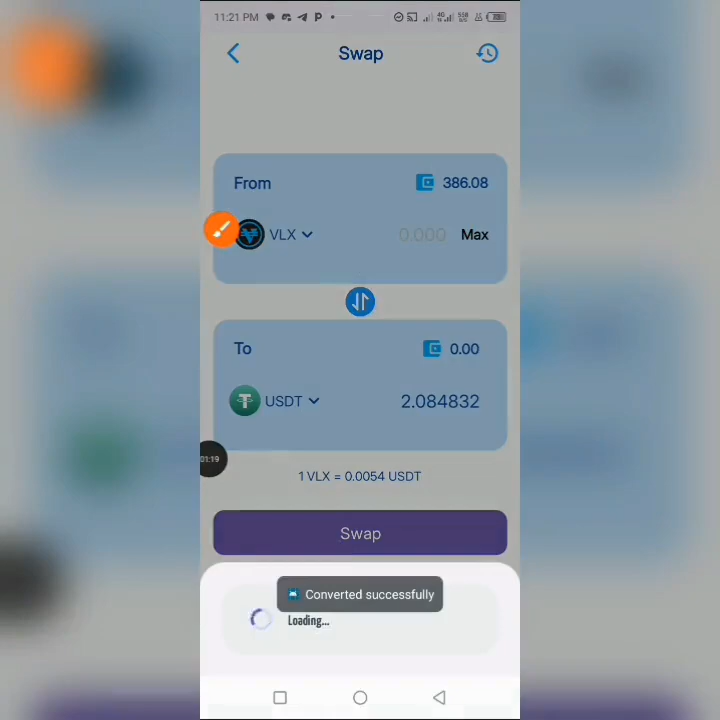 11:21 PM
Swap
From
386.08
VLX
0.000
Max
To
0.00
USDT
2.084832
01:19
1 VLX = 0.0054 USDT
Swap
Converted successfully
Loading...